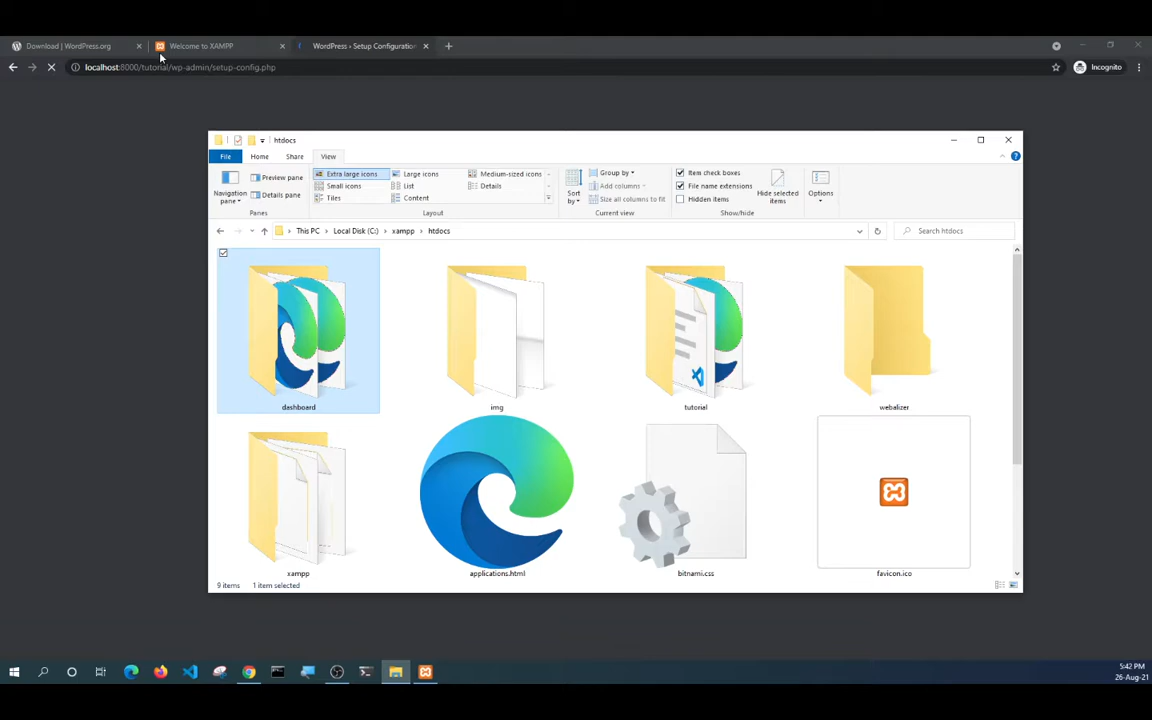 Download | WordPress.org
Welcome to XAMPP
WordPress › Setup Configuration
localhost:8000/tutorial/wp-admin/setup-config.php
Incognito
htdocs
File
Home
Share
View
Navigation pane
Preview pane
Details pane
Panes
Extra large icons
Large icons
Medium-sized icons
Small icons
List
Details
Tiles
Content
Layout
Sort by
Group by
Add columns
Size all columns to fit
Current view
Item check boxes
File name extensions
Hidden items
Hide selected items
Show/hide
Options
This PC
Local Disk (C:)
xampp
htdocs
Search htdocs
dashboard
img
tutorial
webalizer
xampp
applications.html
bitnami.css
favicon.ico
9 items
1 item selected
5:42 PM
26-Aug-21